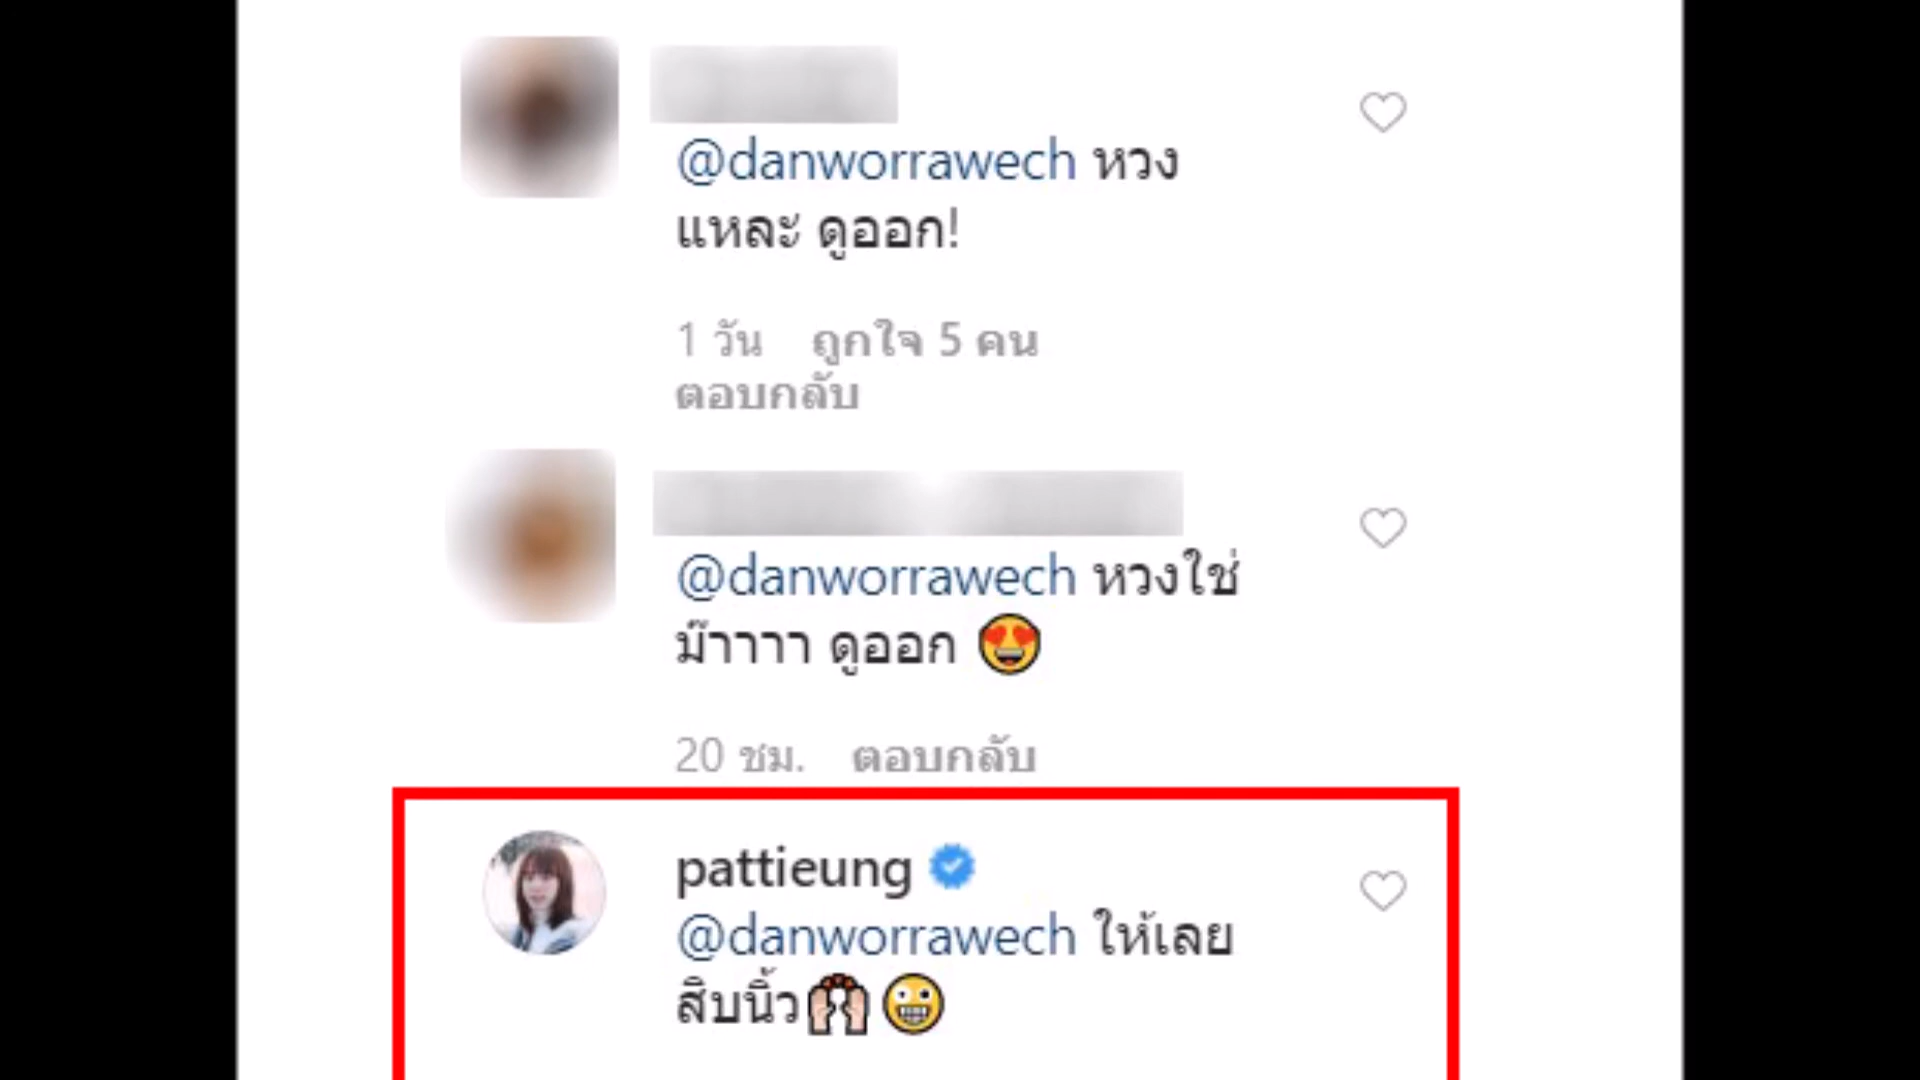 @danworrawech หวง
แหละ ดูออก!
1 วัน ถูกใจ 5 คน
ตอบกลับ
@danworrawech หวงใช่
ม๊าาาา ดูออก 😍
20 ชม. ตอบกลับ
pattieung
@danworrawech ให้เลย
สิบนิ้ว🙌🤪